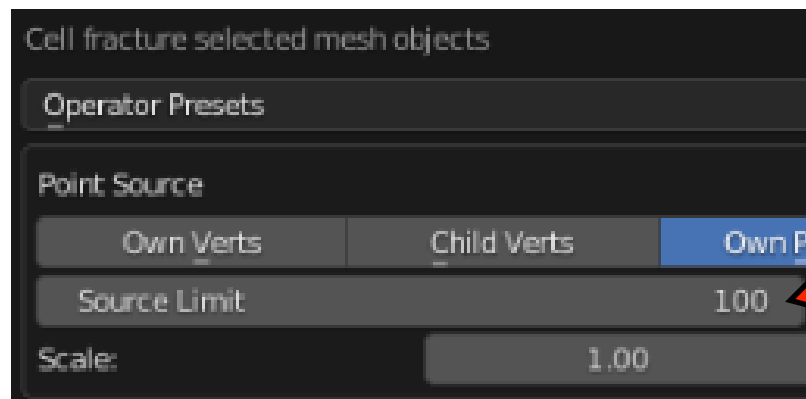 Cell fracture selected mesh objects
Operator Presets
Point Source
Own Verts Child Verts Own P
Source Limit 100
Scale: 1.00